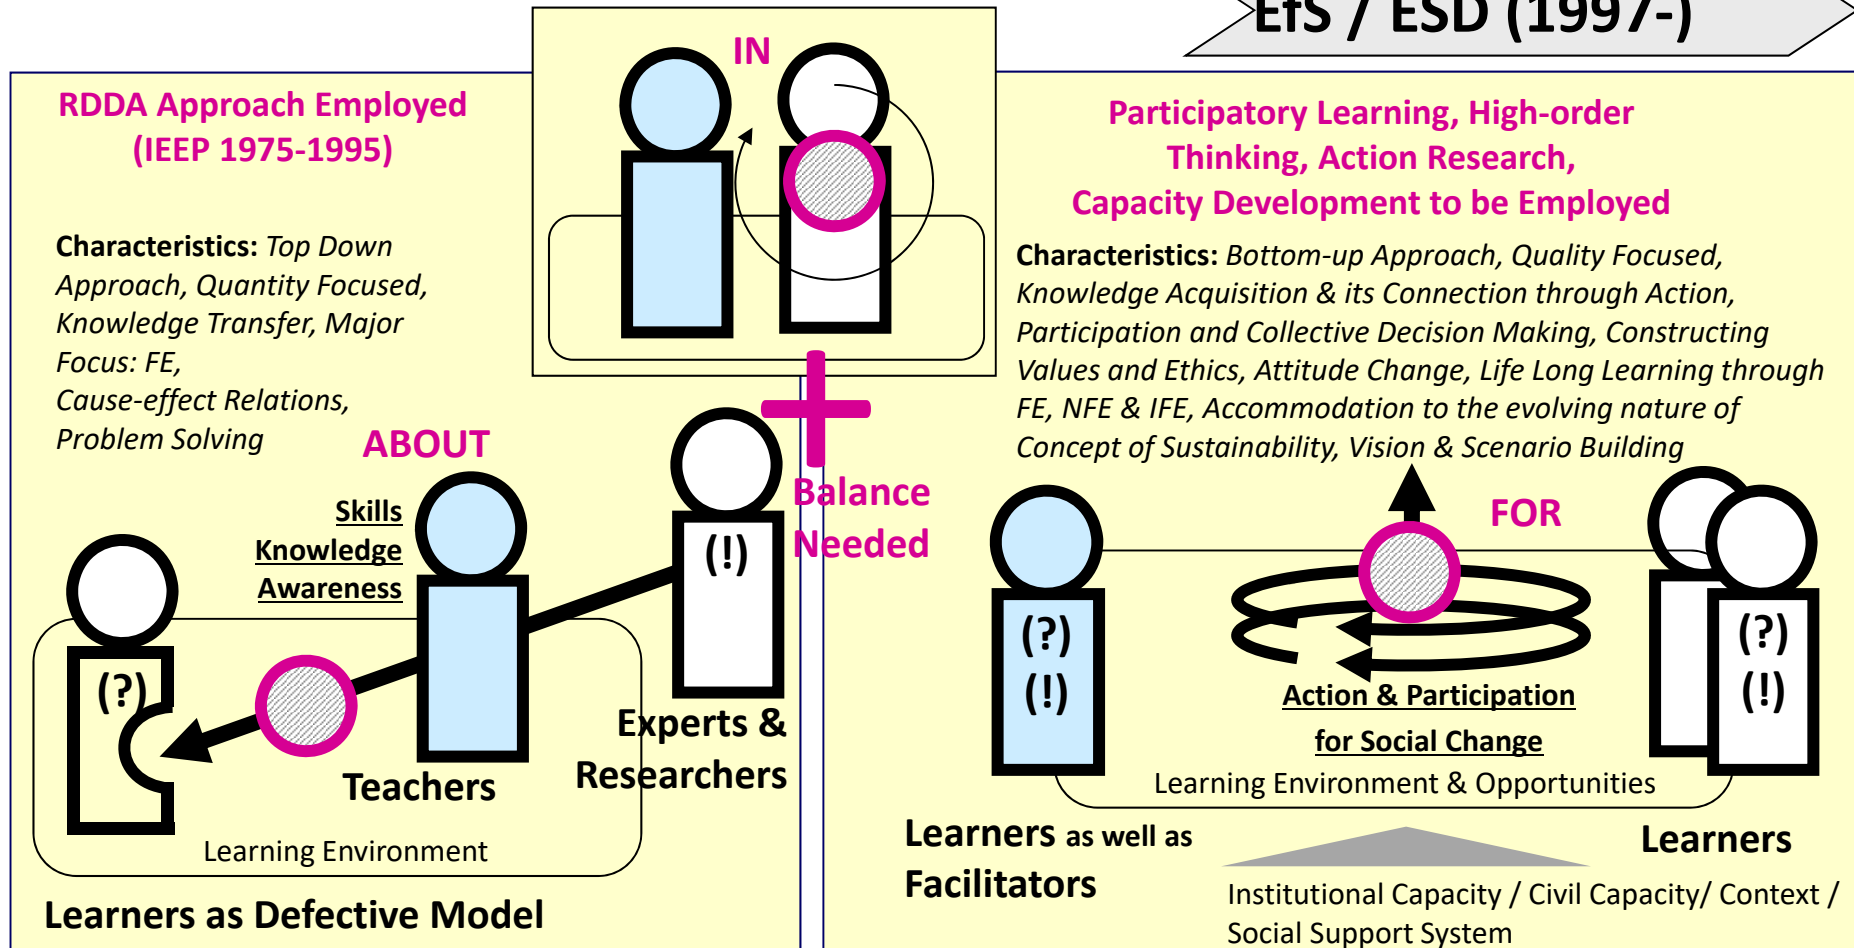 EfS / ESD (1997-)
IN
RDDA Approach Employed
(IEEP 1975-1995)
Characteristics: Top Down
Approach, Quantity Focused,
Knowledge Transfer, Major
Focus: FE,
Cause-effect Relations,
Problem Solving
ABOUT
Skills
Knowledge
Awareness
(?)
(!)
Teachers
Experts &
Researchers
Learning Environment
Learners as Defective Model
Balance
Needed
Participatory Learning, High-order
Thinking, Action Research,
Capacity Development to be Employed
Characteristics: Bottom-up Approach, Quality Focused,
Knowledge Acquisition & its Connection through Action,
Participation and Collective Decision Making, Constructing
Values and Ethics, Attitude Change, Life Long Learning through
FE, NFE & IFE, Accommodation to the evolving nature of
Concept of Sustainability, Vision & Scenario Building
FOR
(?)
(!)
(?)
(!)
Action & Participation
for Social Change
Learning Environment & Opportunities
Learners as well as
Facilitators
Learners
Institutional Capacity / Civil Capacity/ Context /
Social Support System